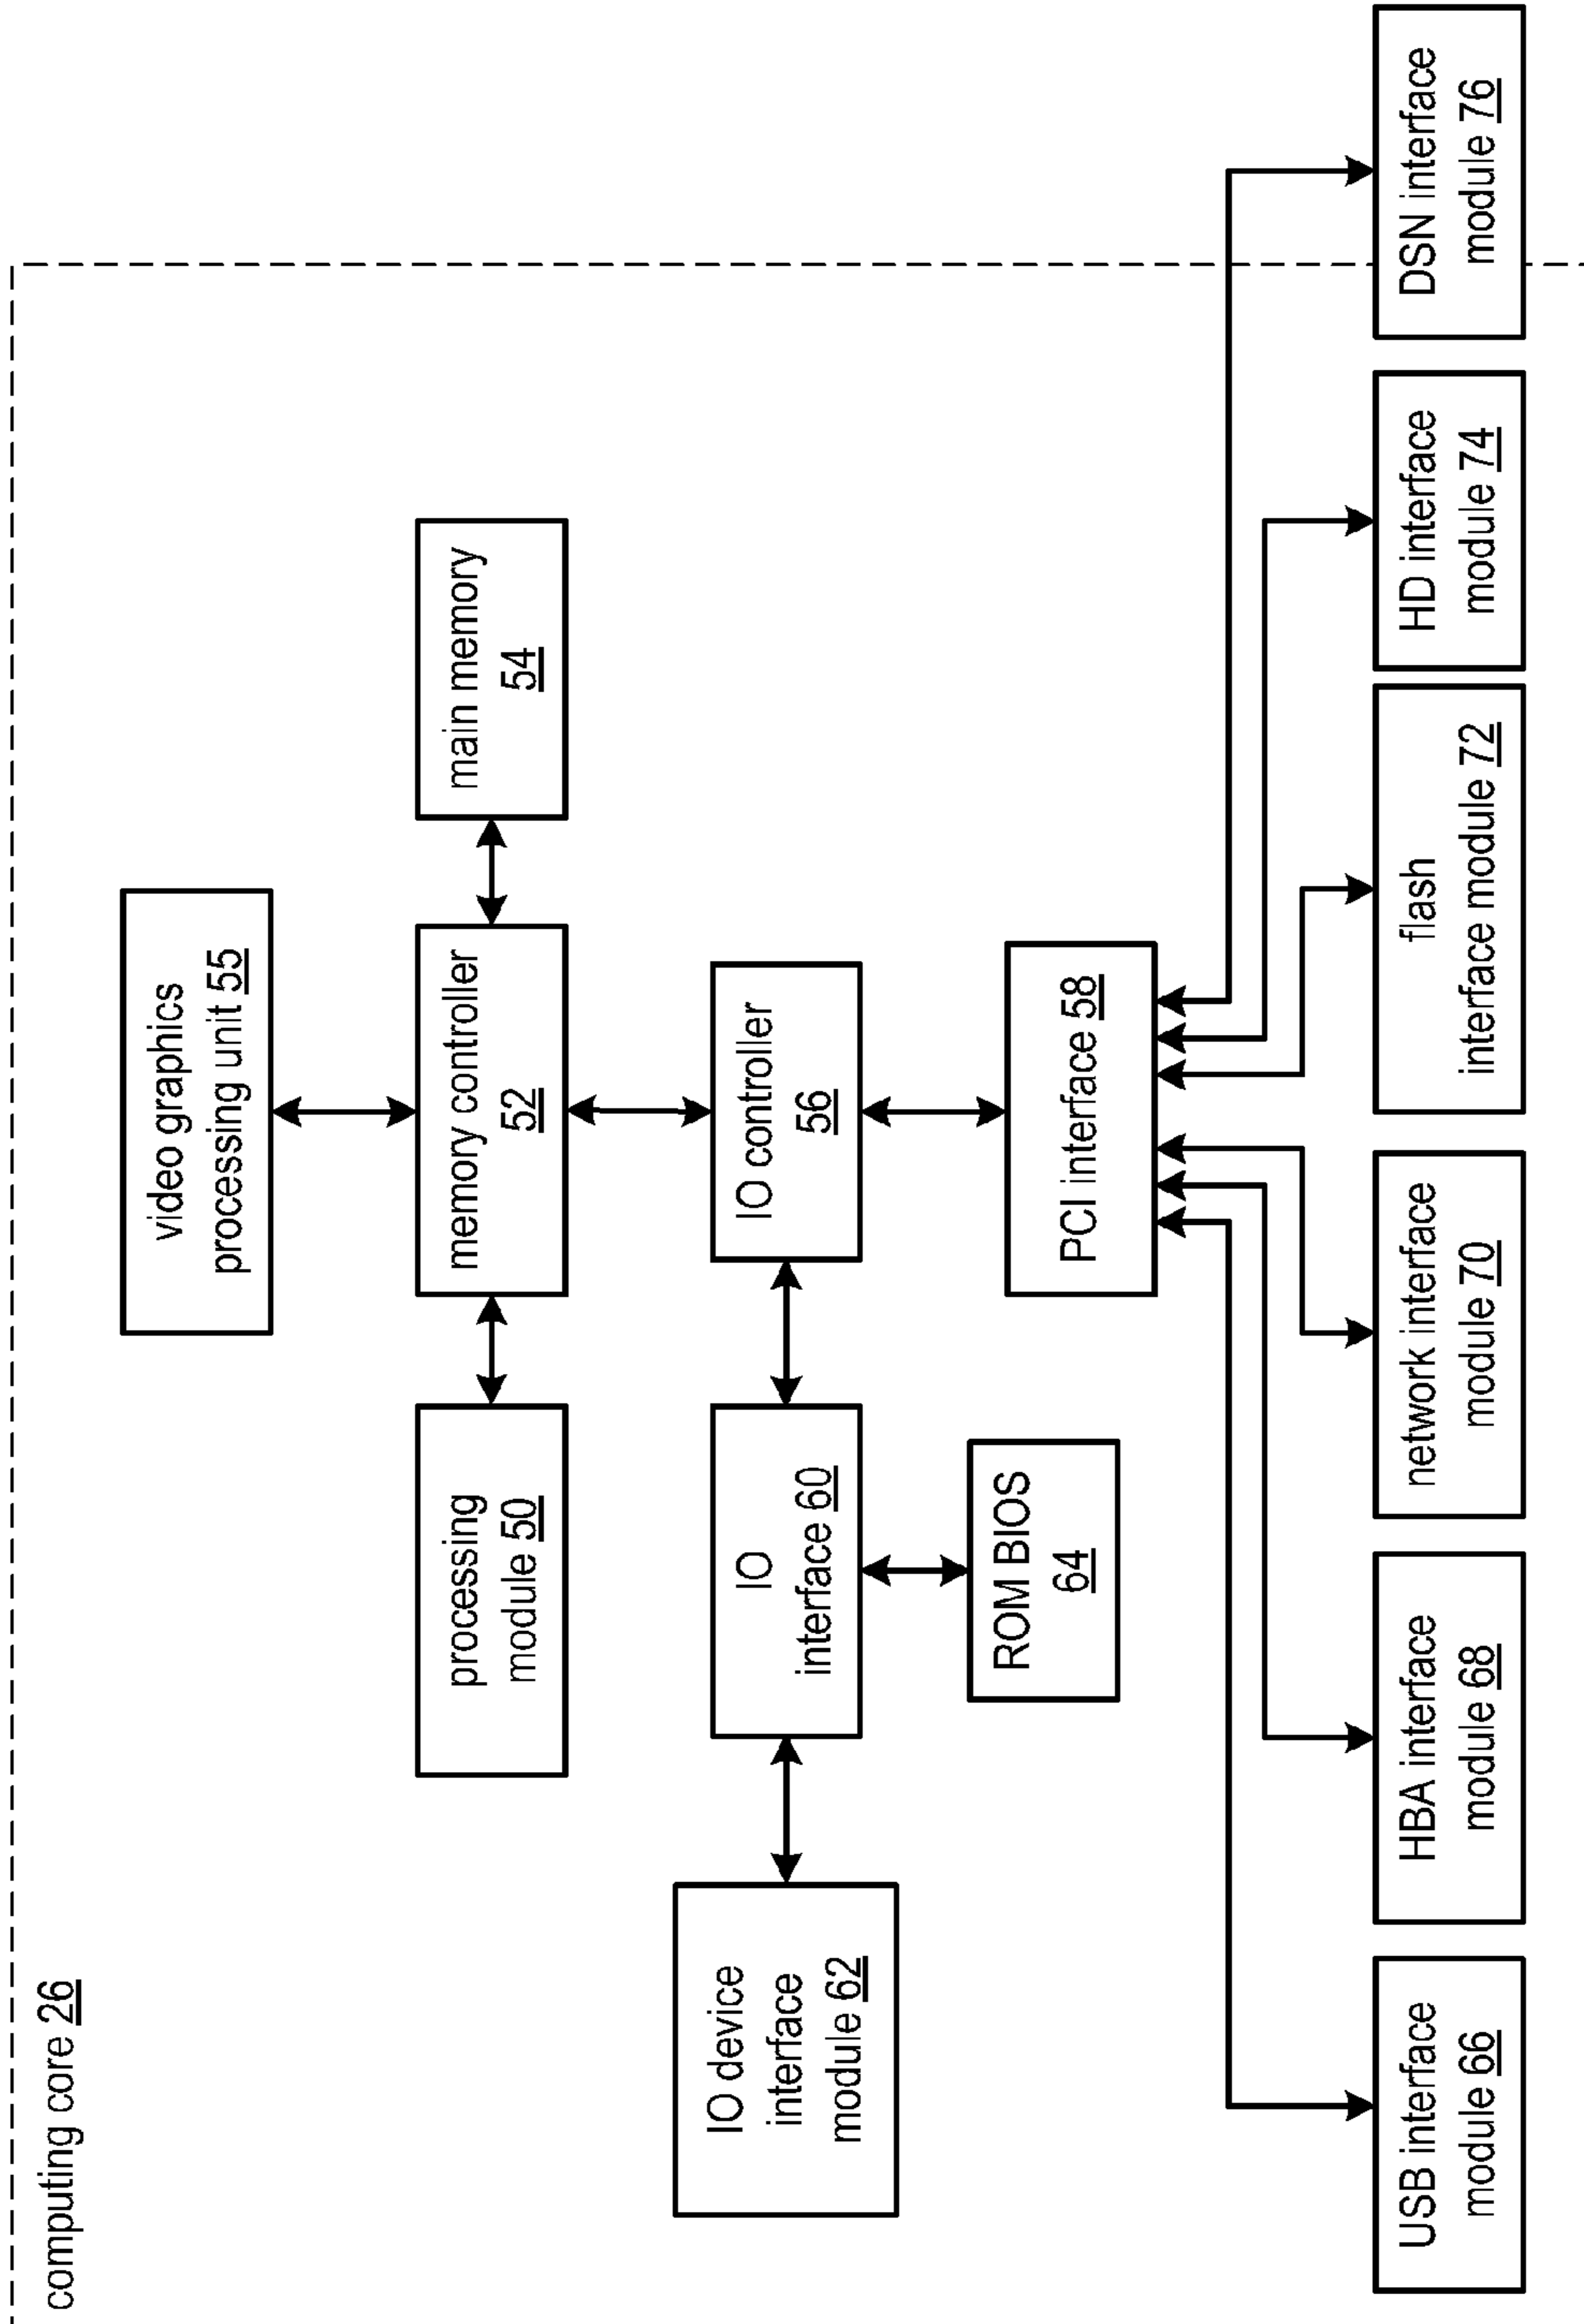 computing core 26
video graphics
processing unit 55
processing
module 50
memory controller
52
main memory
54
IO device
interface
module 62
IO
interface 60
IO controller
56
ROM BIOS
64
PCI interface 58
USB interface
module 66
HBA interface
module 68
network interface
module 70
flash
interface module 72
HD interface
module 74
DSN interface
module 76